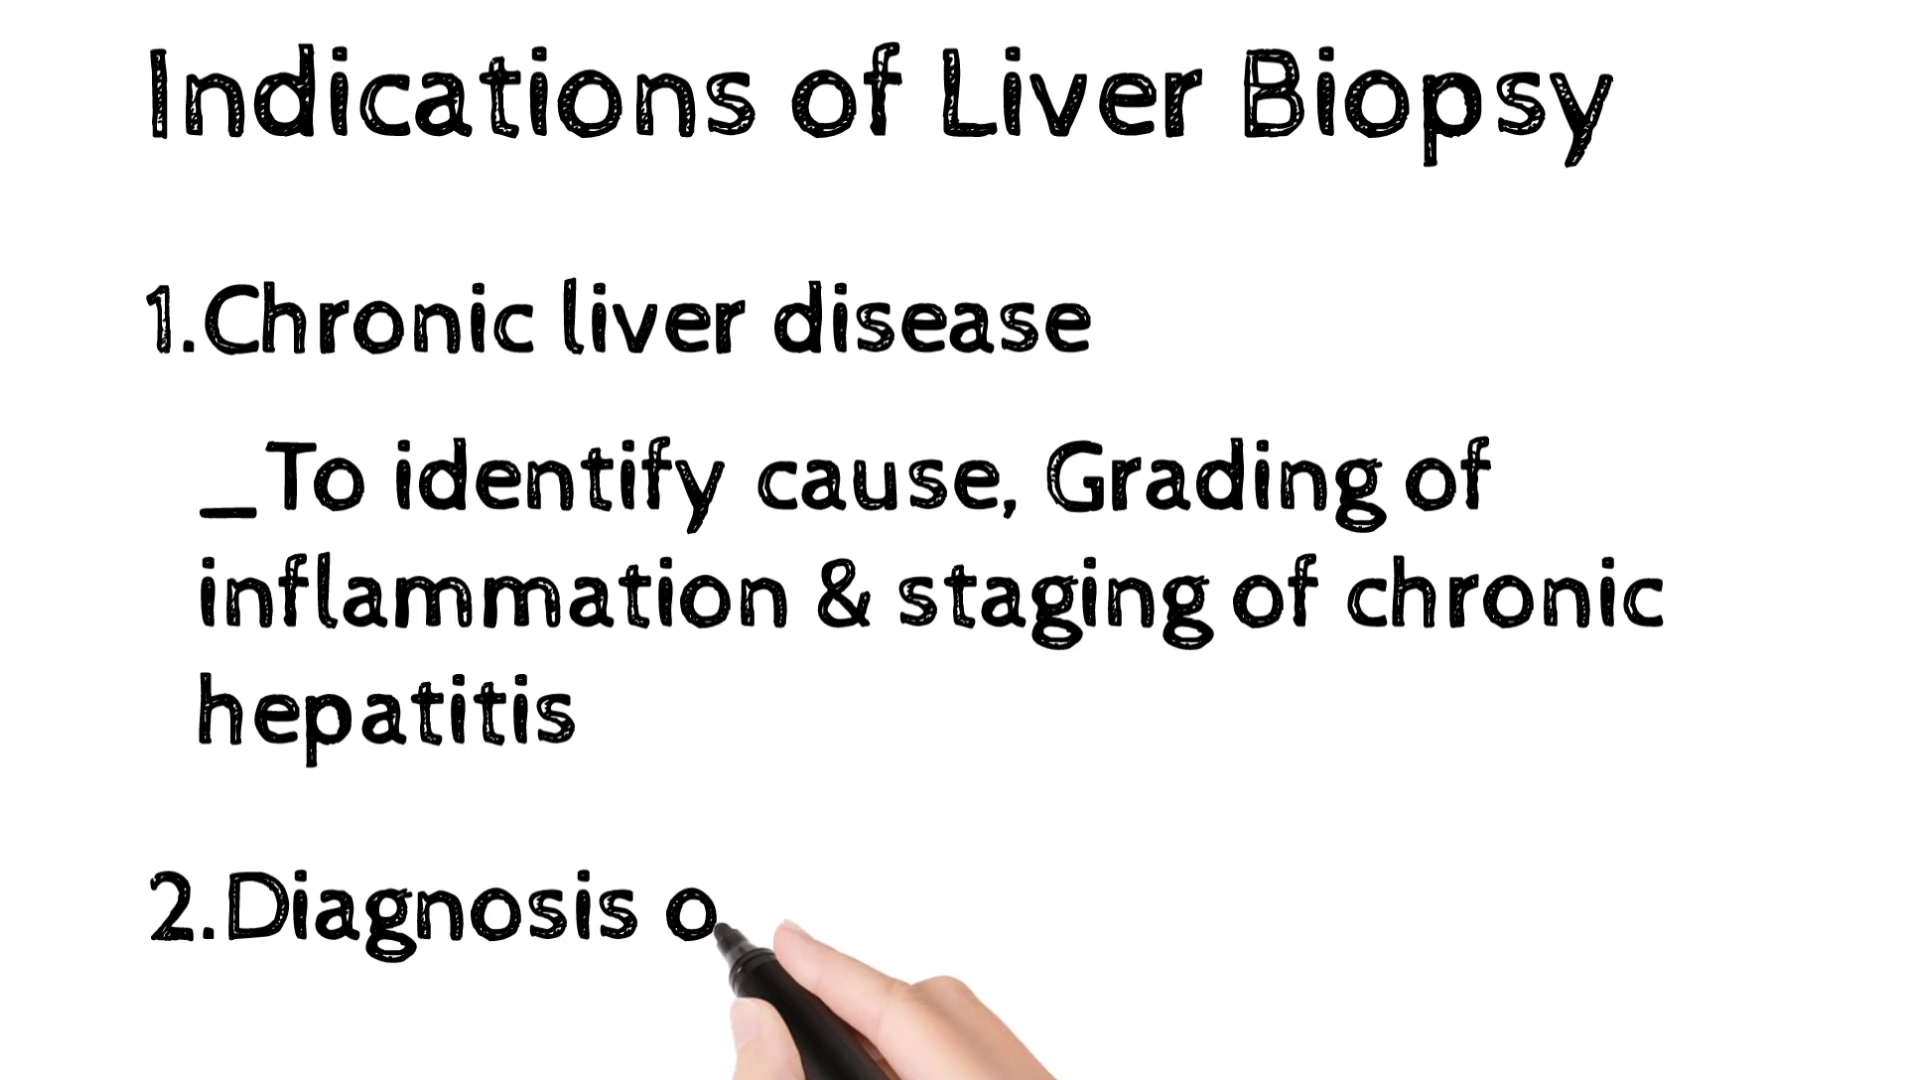 Indications of Liver Biopsy
1.Chronic liver disease
_To identify cause, Grading of
inflammation & staging of chronic
hepatitis
2.Diagnosis o